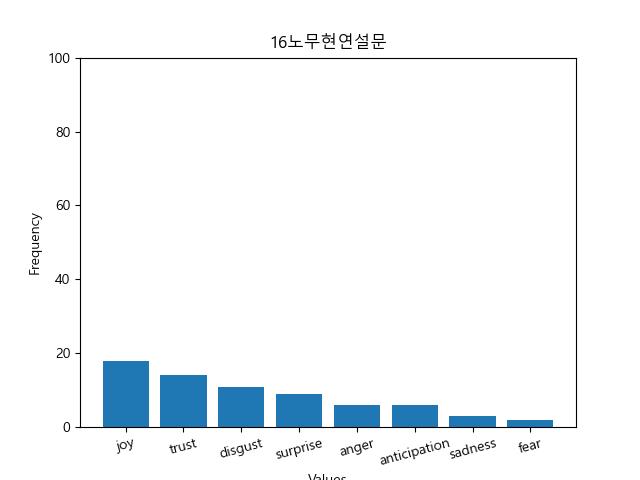 16노무현연설문
100
80
60
40
20
0
Frequency
joy trust disgust surprise anger anticipation sadness fear
Values